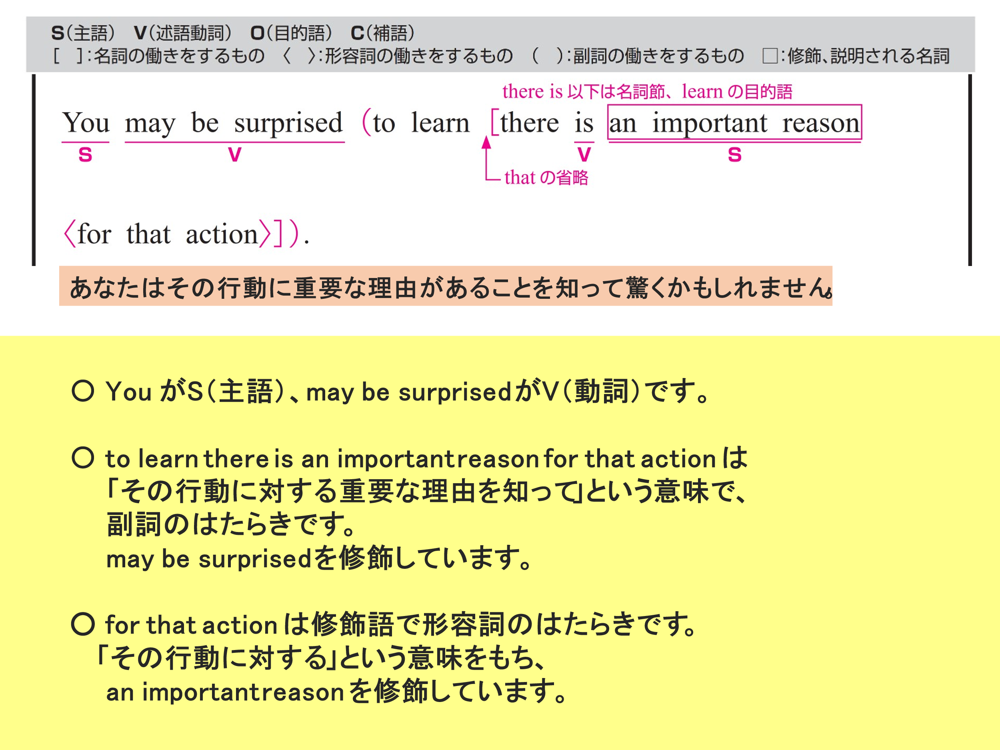 S(主語) V(述語動詞) O(目的語) C(補語)
[ ]:名詞の働きをするもの 〈 〉:形容詞の働きをするもの ( ):副詞の働きをするもの □:修飾、説明される名詞
there is 以下は名詞節、learn の目的語
You may be surprised (to learn [there is an important reason
S V V S
that の省略
〈for that action〉]).
あなたはその行動に重要な理由があることを知って驚くかもしれません。
○ You がS(主語)、may be surprisedがV(動詞)です。
○ to learn there is an important reason for that action は
「その行動に対する重要な理由を知って」という意味で、
副詞のはたらきです。
may be surprisedを修飾しています。
○ for that action は修飾語で形容詞のはたらきです。
「その行動に対する」という意味をもち、
an important reason を修飾しています。